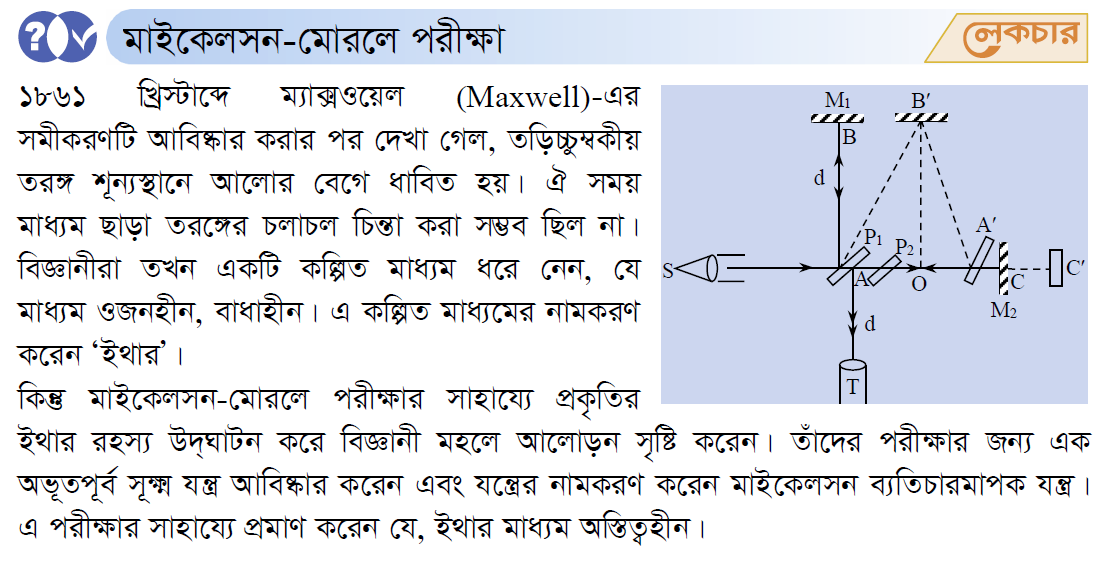 ?
মাইকেলসন-মোরলে পরীক্ষা
লেকচার
১৮৬১ খ্রিস্টাব্দে ম্যাক্সওয়েল (Maxwell)-এর
সমীকরণটি আবিষ্কার করার পর দেখা গেল, তড়িচ্চুম্বকীয়
তরঙ্গ শূন্যস্থানে আলোর বেগে ধাবিত হয়। ঐ সময়
মাধ্যম ছাড়া তরঙ্গের চলাচল চিন্তা করা সম্ভব ছিল না।
বিজ্ঞানীরা তখন একটি কল্পিত মাধ্যম ধরে নেন, যে
মাধ্যম ওজনহীন, বাধাহীন। এ কল্পিত মাধ্যমের নামকরণ
করেন ‘ইথার’।
কিন্তু মাইকেলসন-মোরলে পরীক্ষার সাহায্যে প্রকৃতির
ইথার রহস্য উদ্‌ঘাটন করে বিজ্ঞানী মহলে আলোড়ন সৃষ্টি করেন। তাঁদের পরীক্ষার জন্য এক
অভূতপূর্ব সূক্ষ্ম যন্ত্র আবিষ্কার করেন এবং যন্ত্রের নামকরণ করেন মাইকেলসন ব্যতিচারমাপক যন্ত্র।
এ পরীক্ষার সাহায্যে প্রমাণ করেন যে, ইথার মাধ্যম অস্তিত্বহীন।
M₁ B′
B
d
P₁ P₂ A′
S A O C C′
M₂
d
T